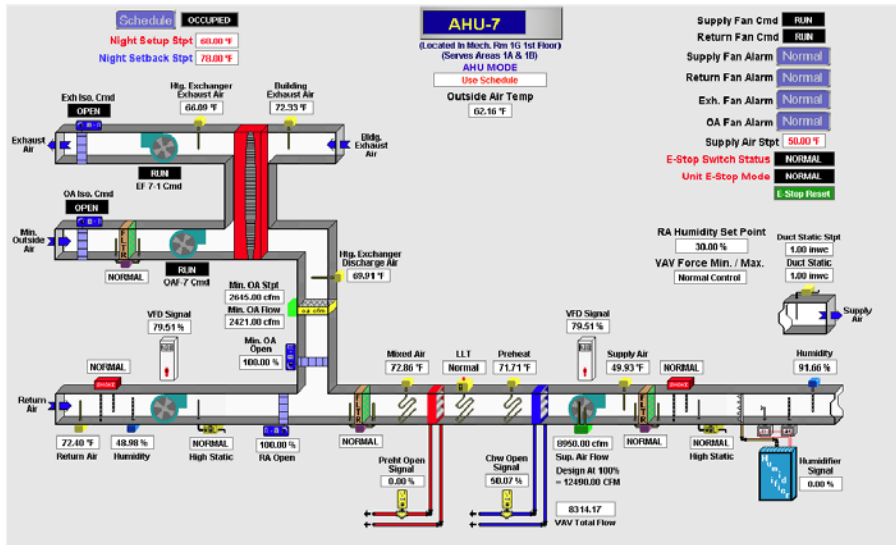 Schedule OCCUPIED
Night Setup Stpt 60.00 °F
Night Setback Stpt 78.00 °F
AHU-7
(Located In Mech. Rm 1G 1st Floor)
(Serves Areas 1A & 1B)
AHU MODE
Use Schedule
Outside Air Temp
62.16 °F
Supply Fan Cmd RUN
Return Fan Cmd RUN
Supply Fan Alarm Normal
Return Fan Alarm Normal
Exh. Fan Alarm Normal
OA Fan Alarm Normal
Supply Air Stpt 50.00 °F
E-Stop Switch Status NORMAL
Unit E-Stop Mode NORMAL
E-Stop Reset
Exh Iso. Cmd
OPEN
Htg. Exchanger
Exhaust Air
66.09 °F
Building
Exhaust Air
72.33 °F
Exhaust
Air
Bldg.
Exhaust
Air
RUN
EF 7-1 Cmd
OA Iso. Cmd
OPEN
Min.
Outside
Air
FLTR
NORMAL
RUN
OAF-7 Cmd
Htg. Exchanger
Discharge Air
69.91 °F
Min. OA Stpt
2645.00 cfm
Min. OA Flow
2421.00 cfm
oa cfm
Min. OA
Open
100.00 %
RA Humidity Set Point
30.00 %
VAV Force Min. / Max.
Normal Control
Duct Static Stpt
1.00 inwc
Duct Static
1.00 inwc
Supply
Air
VFD Signal
79.51 %
NORMAL
SMOKE
Return
Air
72.40 °F
Return Air
48.98 %
Humidity
NORMAL
High Static
100.00 %
RA Open
FLTR
NORMAL
Mixed Air
72.86 °F
LLT
Normal
Preheat
71.71 °F
VFD Signal
79.51 %
Supply Air
49.93 °F
FLTR
NORMAL
NORMAL
SMOKE
NORMAL
High Static
Humidity
91.66 %
Preht Open
Signal
0.00 %
Chw Open
Signal
50.07 %
8950.00 cfm
Sup. Air Flow
Design At 100%
= 12490.00 CFM
8314.17
VAV Total Flow
Humidifier
Humidifier
Signal
0.00 %